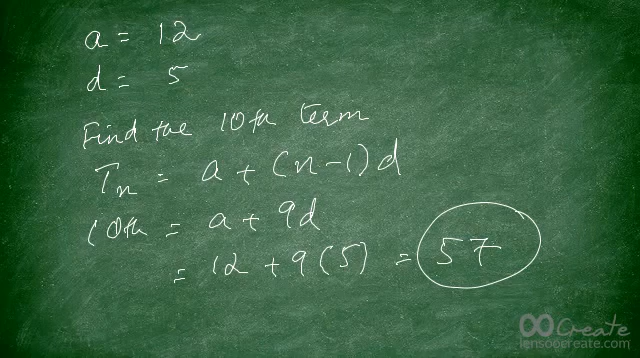 a = 12
d = 5
Find the 10th term
Tn = a + (n-1)d
10th = a + 9d
= 12 + 9(5) = 57
Create
lensoocreate.com